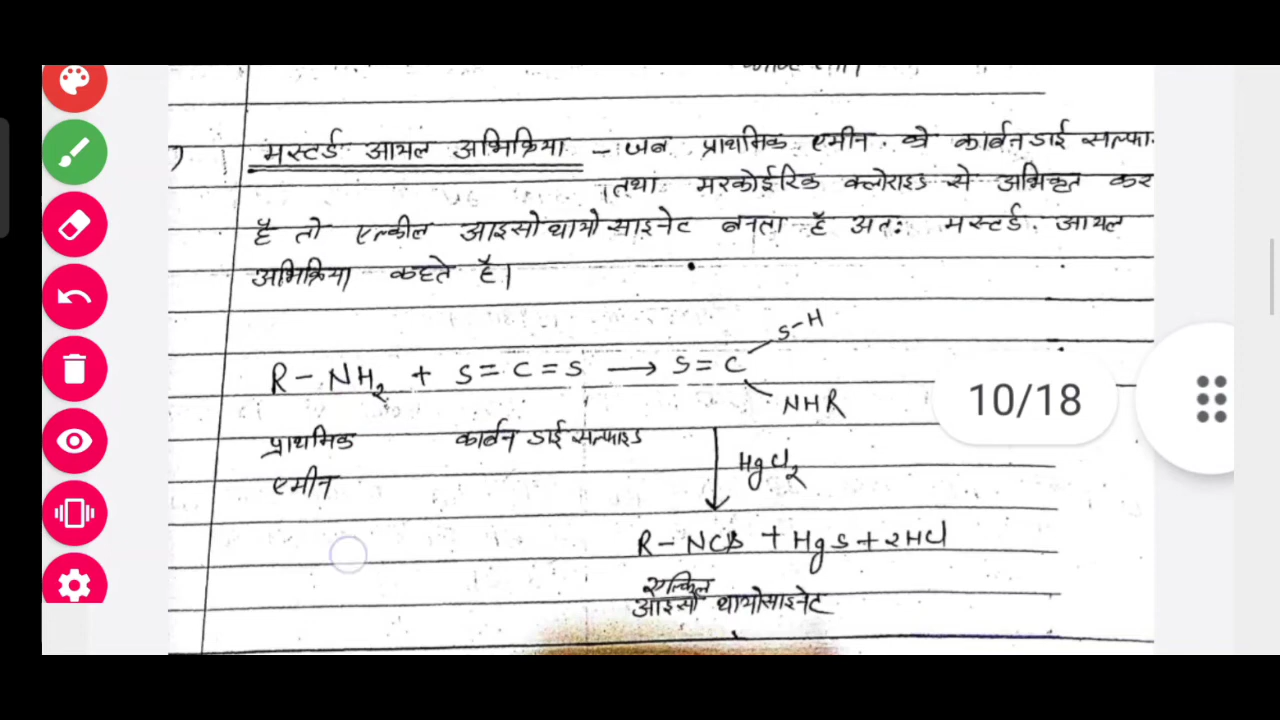 ) मस्टर्ड आयल अभिक्रिया - जब प्राथमिक एमीन को कार्बन डाई सल्फा
तथा मरकोईरिक क्लोराइड से अभिकृत कर
है तो एल्कील आइसोथायोसाइनेट बनता है अतः मस्टर्ड आयल
अभिक्रिया कहते है।
S-H
R-NH₂ + S=C=S → S=C
NHR
10/18
प्राथमिक कार्बन डाई सल्फाइड
एमीन
HgCl₂
R-NCS + HgS + 2HCl
एल्किल
आइसो थायोसाइनेट